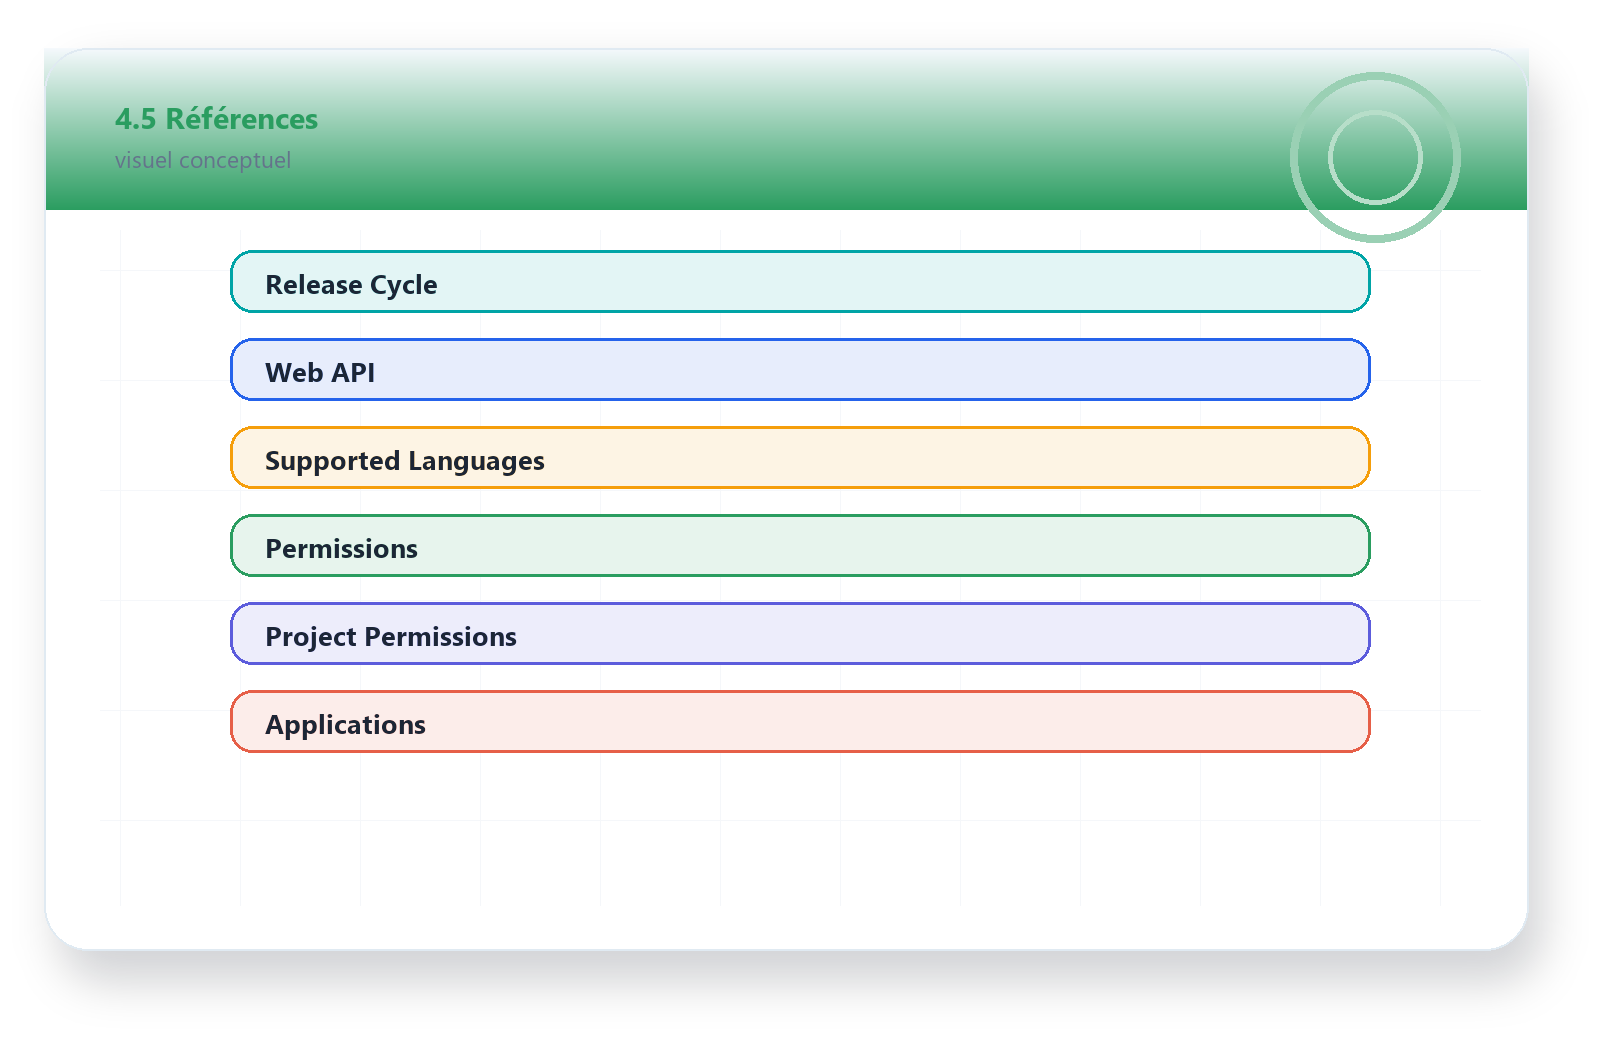 4.5 Références
visuel conceptuel
Release Cycle
Web API
Supported Languages
Permissions
Project Permissions
Applications